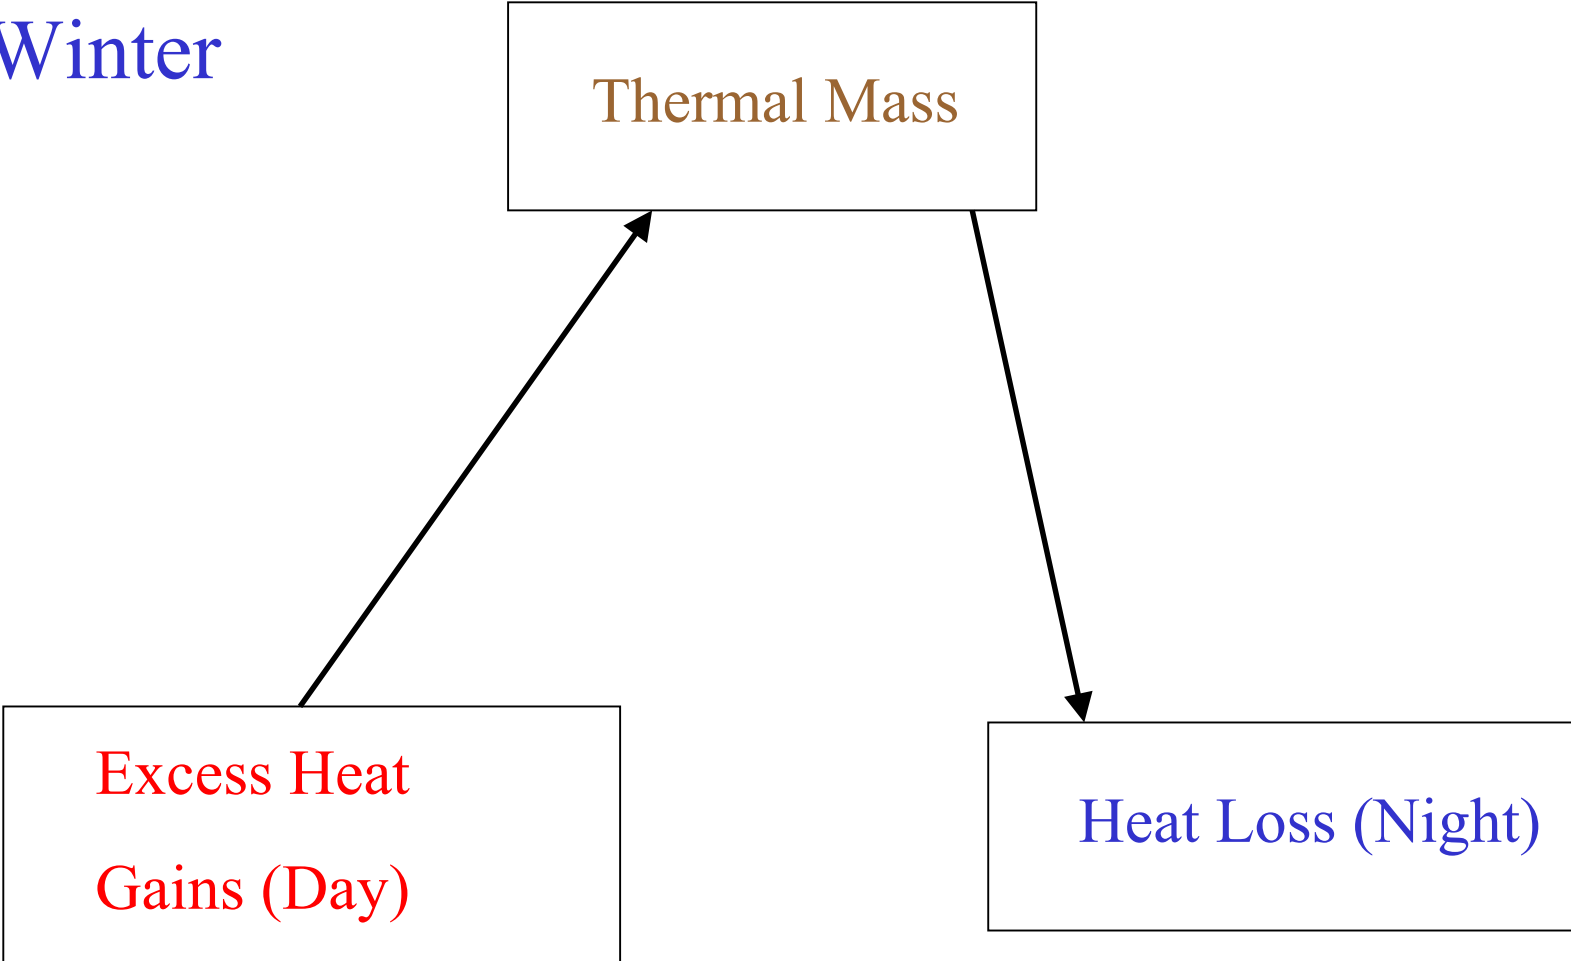 Winter
Thermal Mass
Excess Heat
Gains (Day)
Heat Loss (Night)